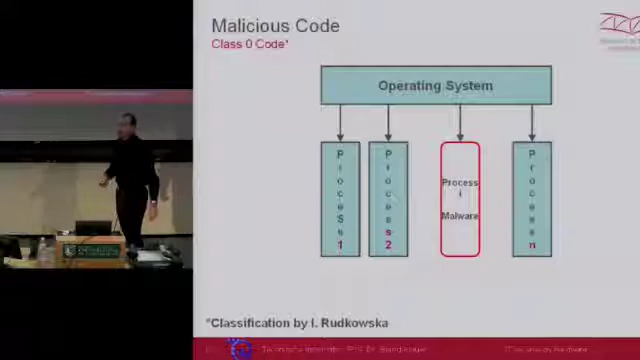 Malicious Code
Class 0 Code*
Operating System
Process 1
Process 2
Process
i
Malware
Process n
*Classification by I. Rudkowska